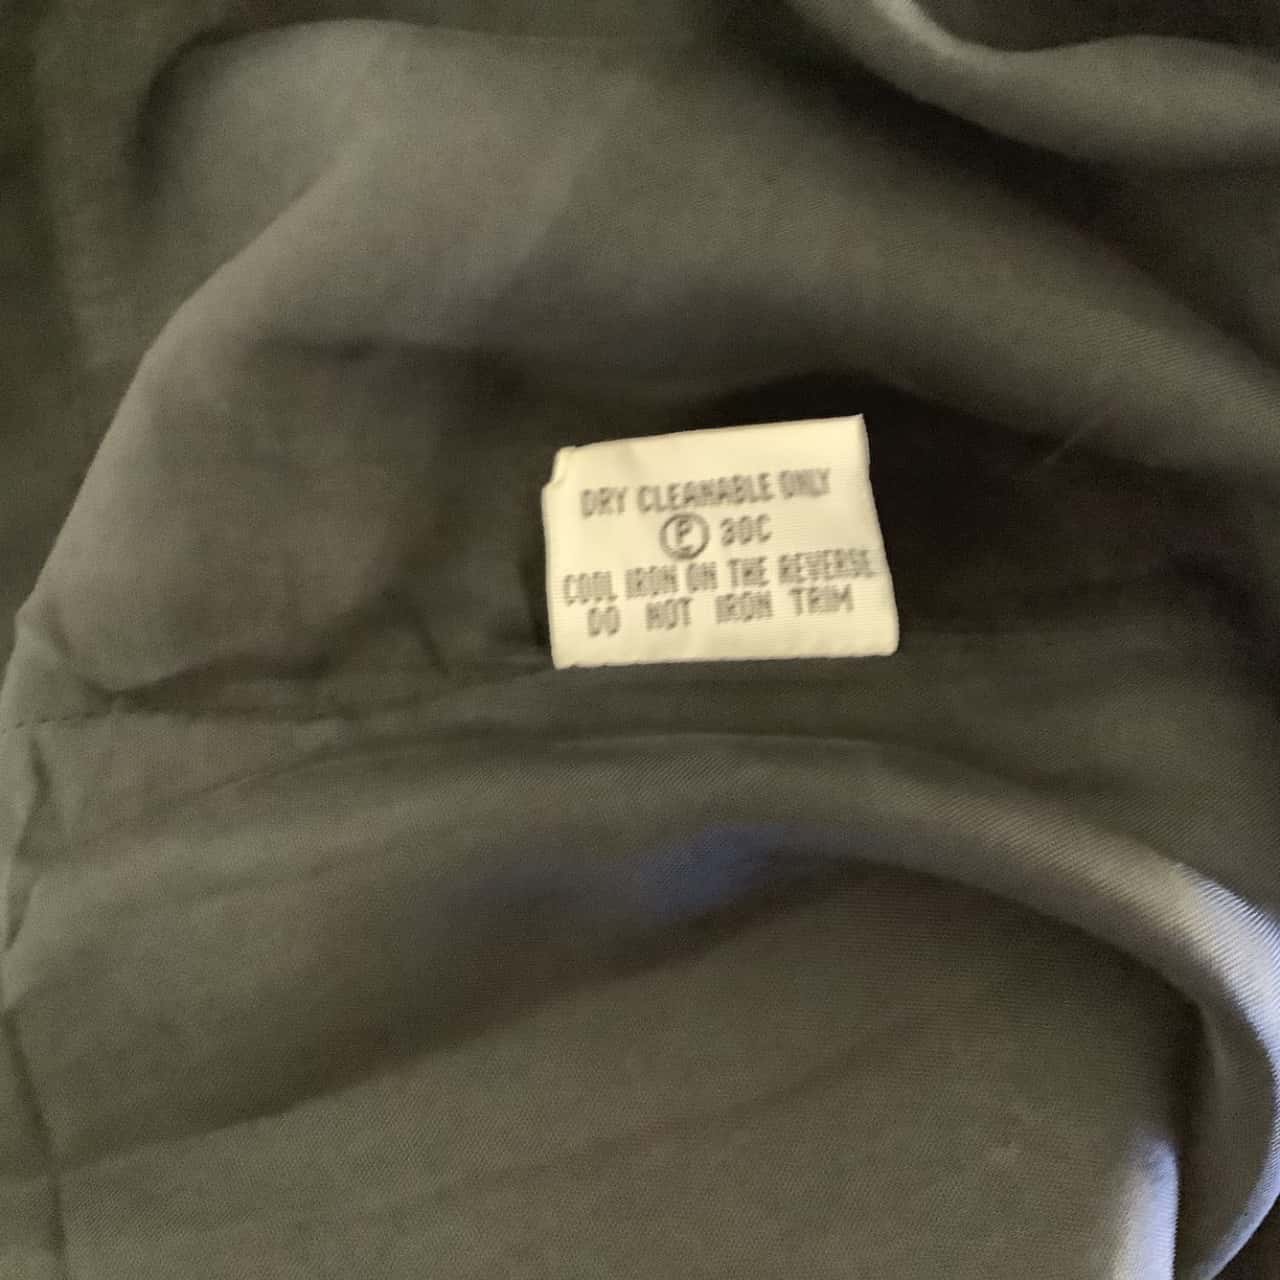 DRY CLEANABLE ONLY
P 30C
COOL IRON ON THE REVERSE
DO NOT IRON TRIM